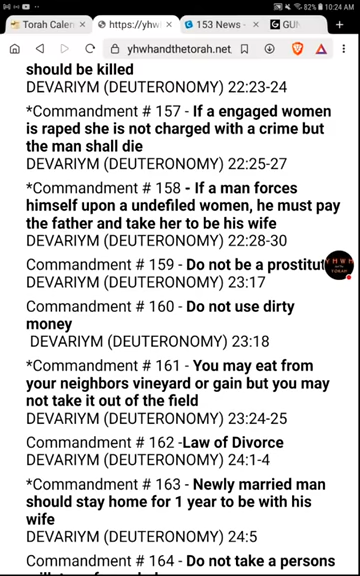 82% 10:24 AM
Torah Calen
https://yhw
153 News -
GUN
yhwhandthetorah.net
should be killed
DEVARIYM (DEUTERONOMY) 22:23-24
*Commandment # 157 - If a engaged women
is raped she is not charged with a crime but
the man shall die
DEVARIYM (DEUTERONOMY) 22:25-27
*Commandment # 158 - If a man forces
himself upon a undefiled women, he must pay
the father and take her to be his wife
DEVARIYM (DEUTERONOMY) 22:28-30
Commandment # 159 - Do not be a prostitut
YHWH
TORAH
DEVARIYM (DEUTERONOMY) 23:17
Commandment # 160 - Do not use dirty
money
DEVARIYM (DEUTERONOMY) 23:18
*Commandment # 161 - You may eat from
your neighbors vineyard or gain but you may
not take it out of the field
DEVARIYM (DEUTERONOMY) 23:24-25
Commandment # 162 -Law of Divorce
DEVARIYM (DEUTERONOMY) 24:1-4
*Commandment # 163 - Newly married man
should stay home for 1 year to be with his
wife
DEVARIYM (DEUTERONOMY) 24:5
Commandment # 164 - Do not take a persons